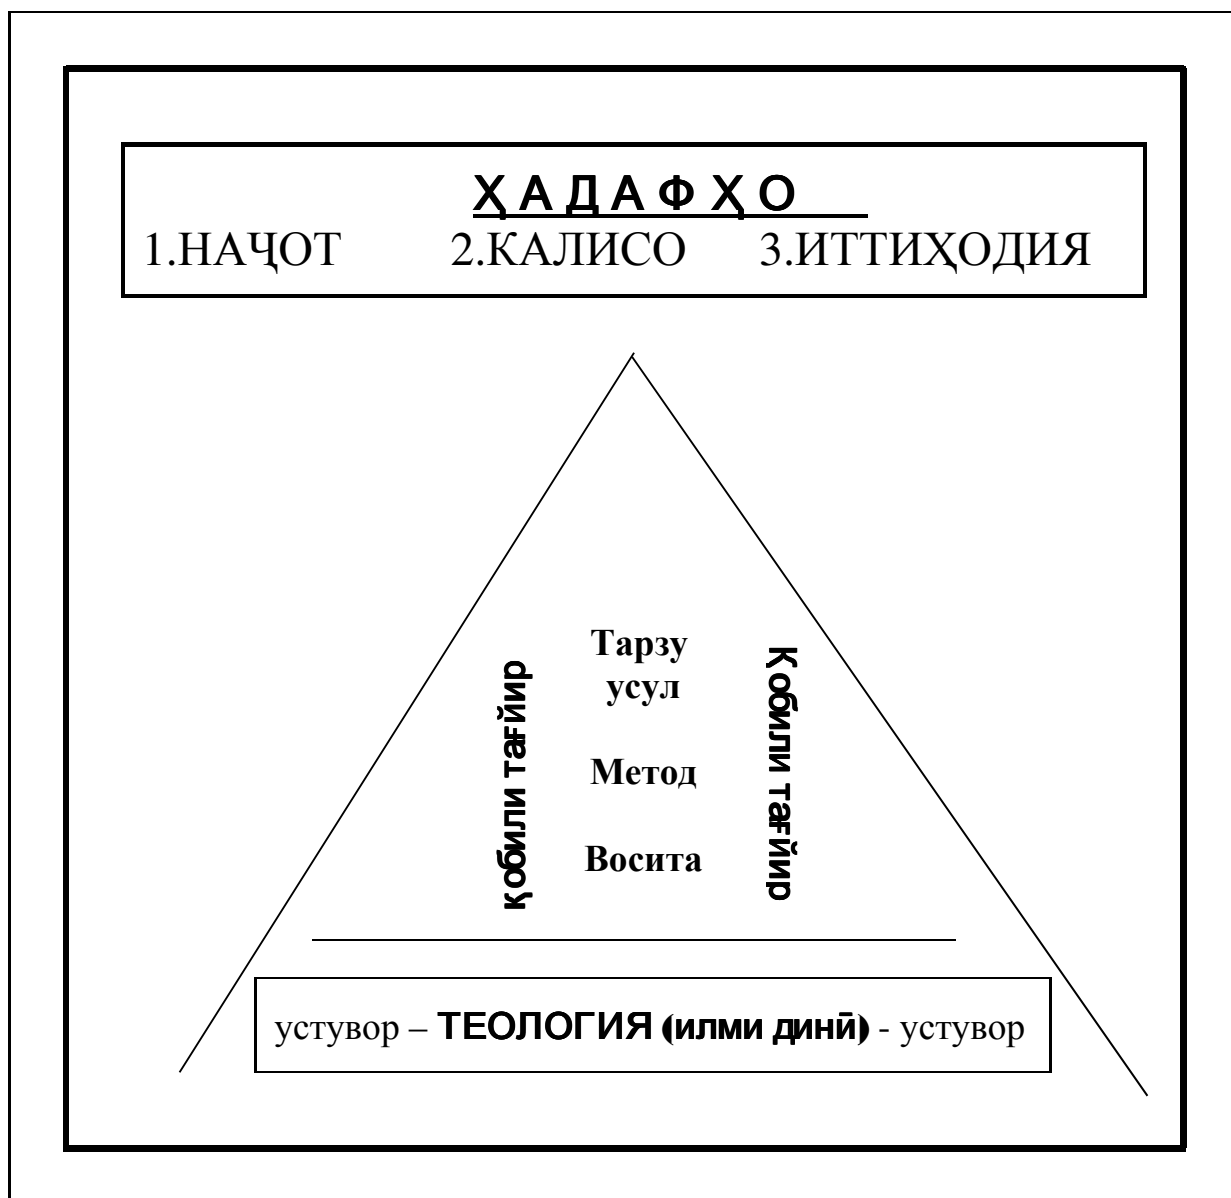 ҲАДАФҲО
1.НАҶОТ 2.КАЛИСО 3.ИТТИҲОДИЯ
Тарзу
усул
Метод
Восита
қобили тағйир
Қобили тағйир
устувор – ТЕОЛОГИЯ (илми динӣ) - устувор